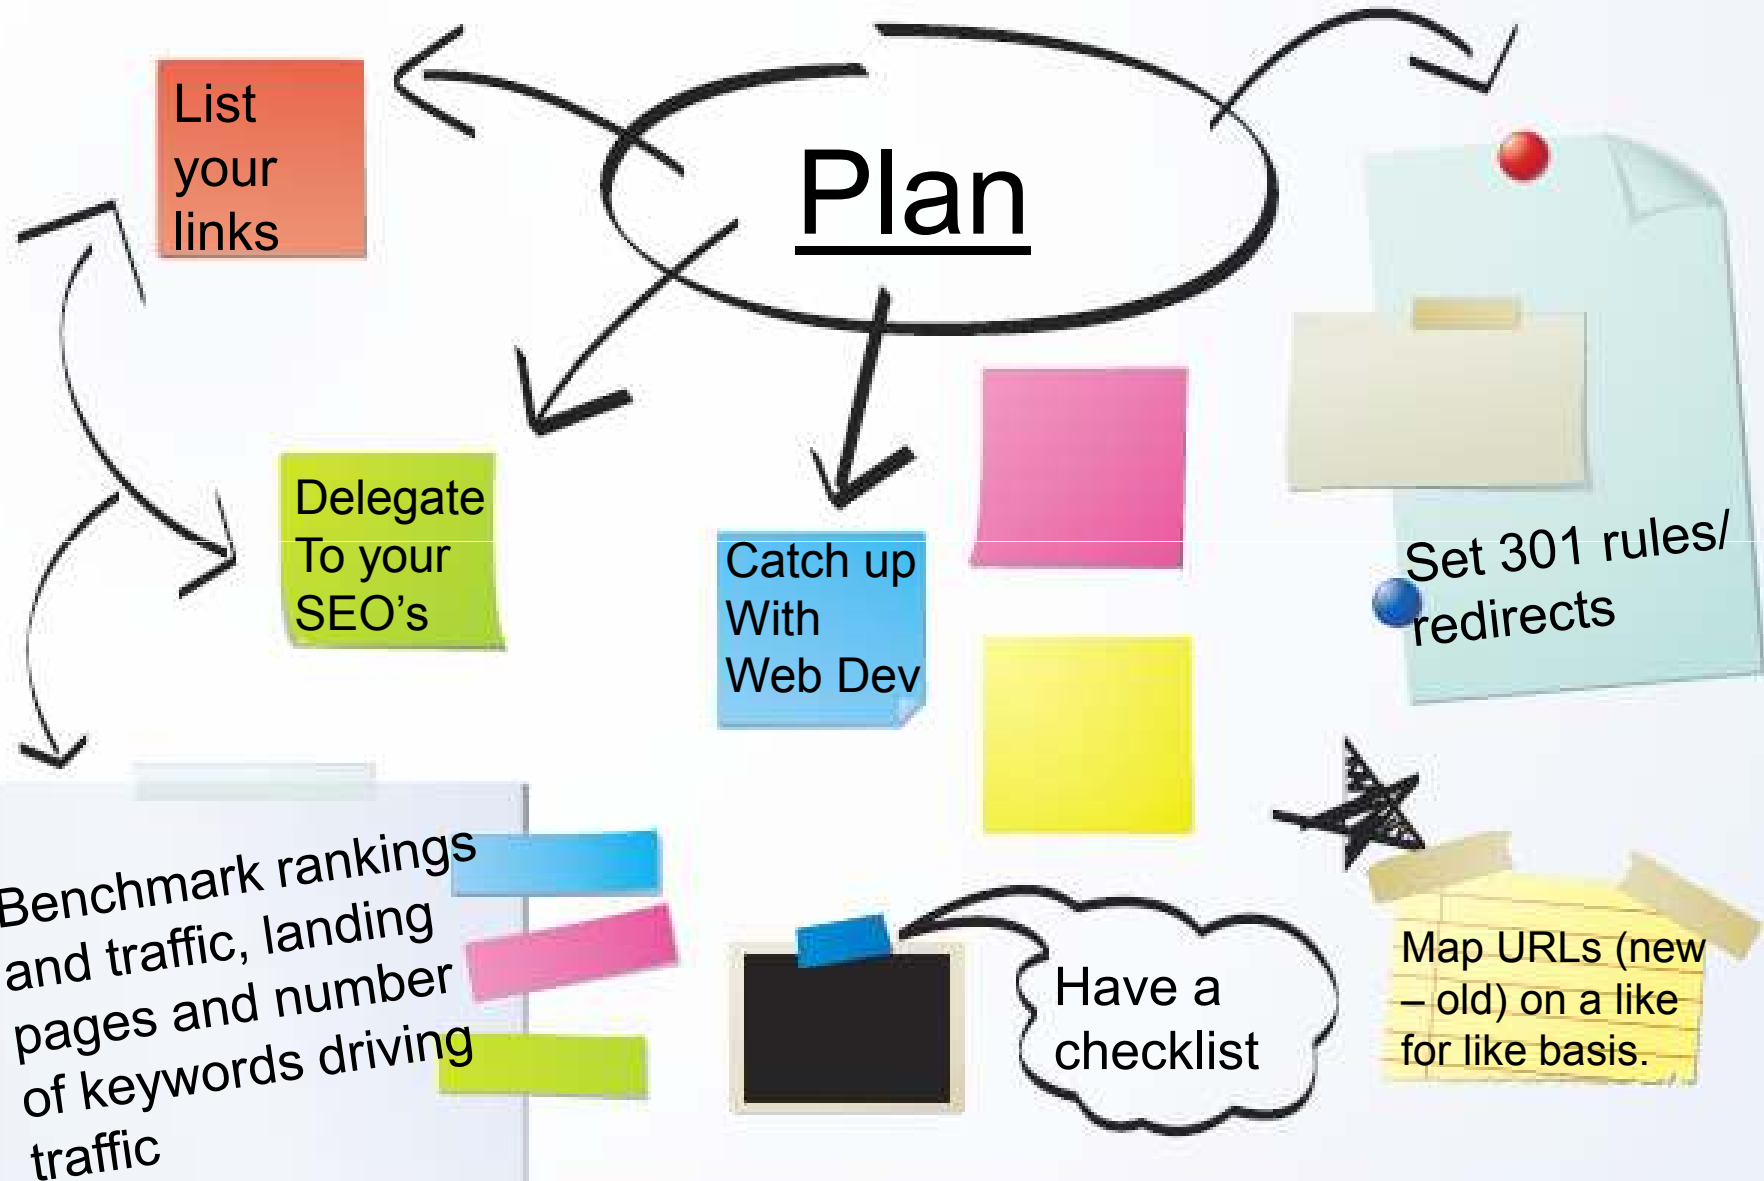 Plan
List
your
links
Delegate
To your
SEO’s
Catch up
With
Web Dev
Set 301 rules/
redirects
Benchmark rankings
and traffic, landing
pages and number
of keywords driving
traffic
Have a
checklist
Map URLs (new
– old) on a like
for like basis.